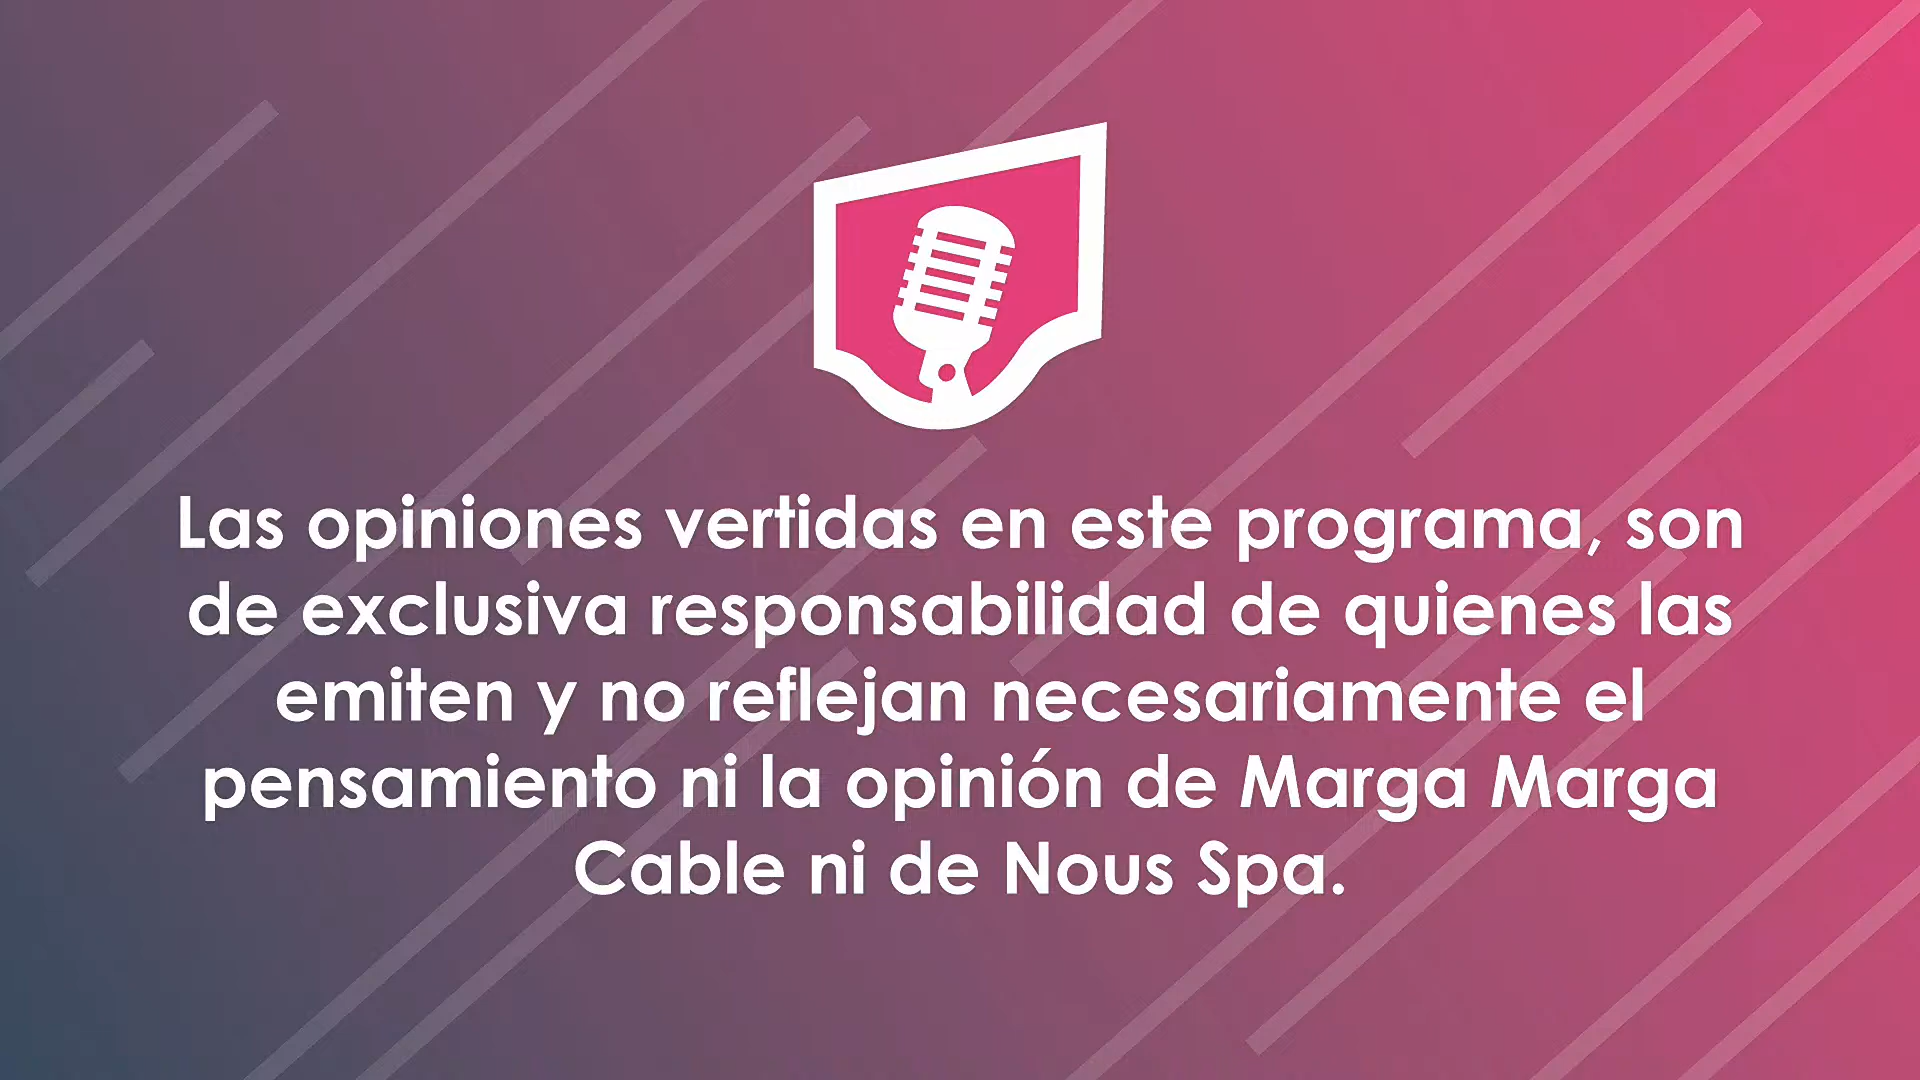 Las opiniones vertidas en este programa, son
de exclusiva responsabilidad de quienes las
emiten y no reflejan necesariamente el
pensamiento ni la opinión de Marga Marga
Cable ni de Nous Spa.